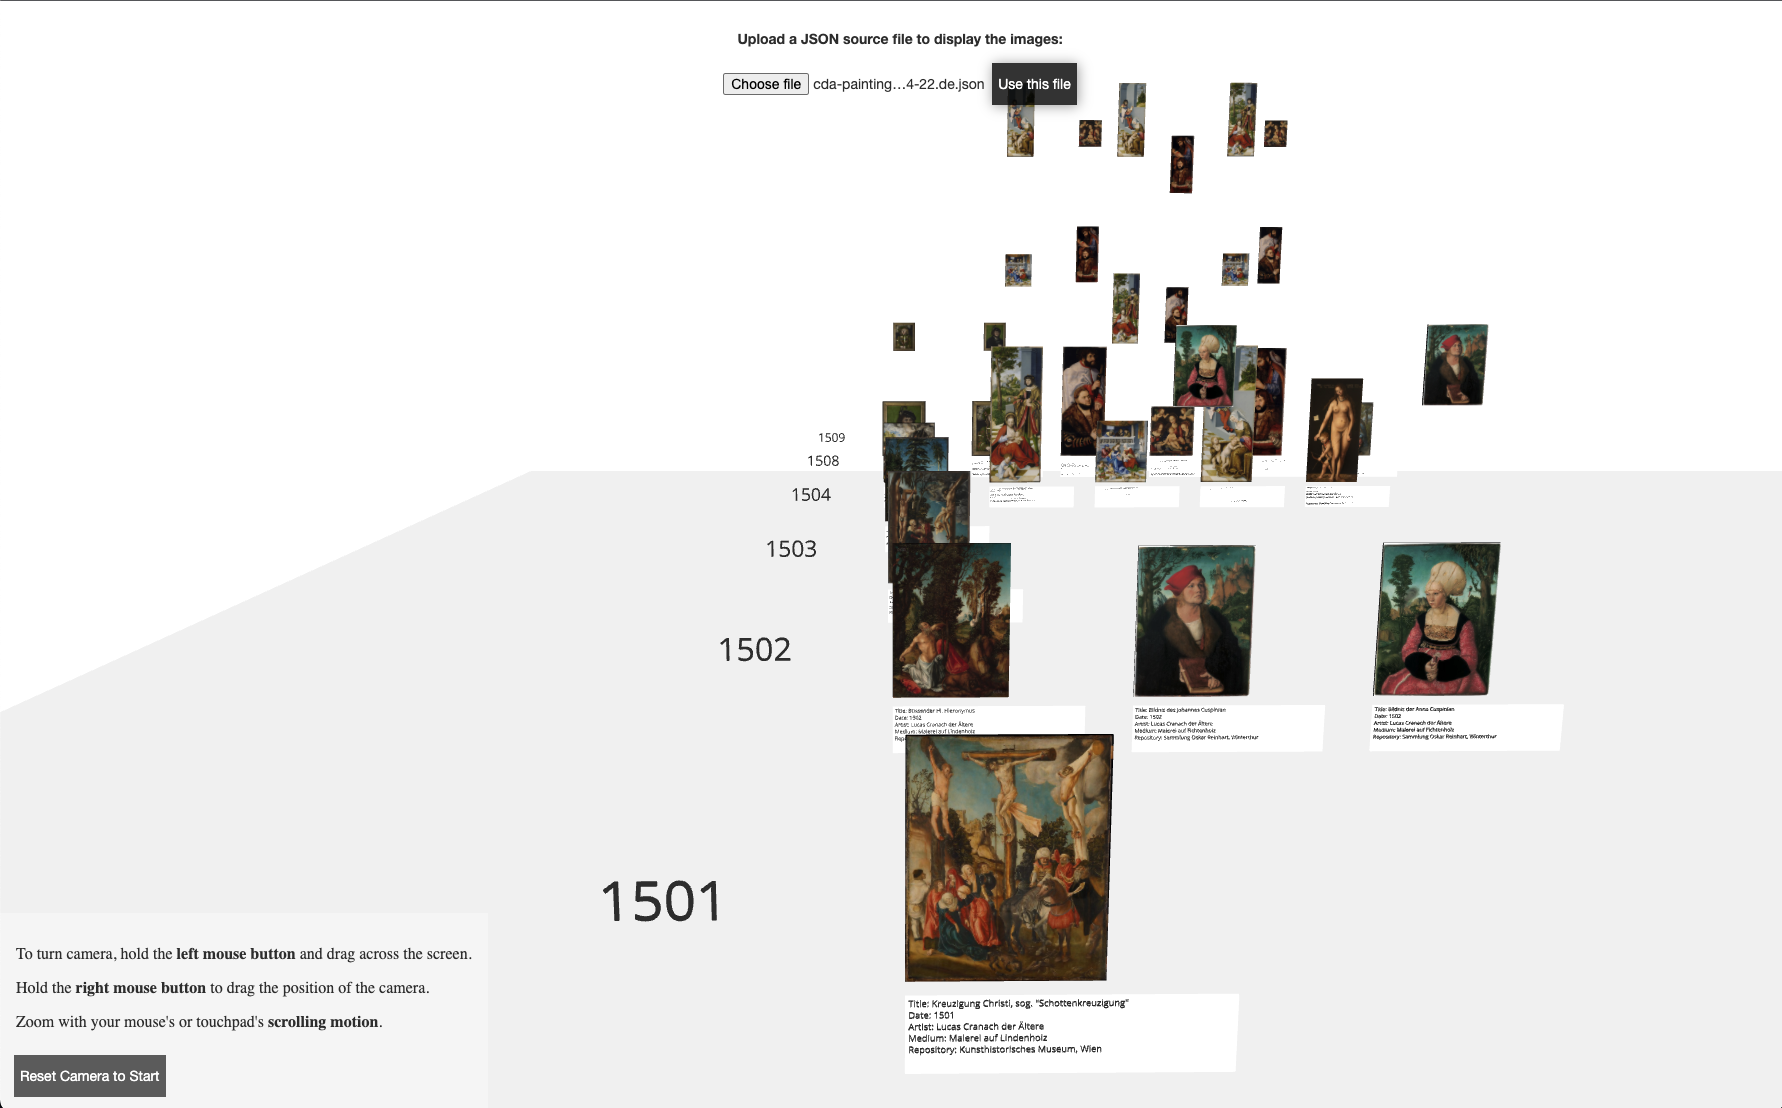 Upload a JSON source file to display the images:
Choose file cda-painting…4-22.de.json Use this file
1509
1508
1504
1503
1502
Title: Büssender Hl. Hieronymus
Date: 1502
Artist: Lucas Cranach der Ältere
Medium: Malerei auf Lindenholz
Title: Bildnis des Johannes Cuspinian
Date: 1502
Artist: Lucas Cranach der Ältere
Medium: Malerei auf Fichtenholz
Repository: Sammlung Oskar Reinhart, Winterthur
Title: Bildnis der Anna Cuspinian
Date: 1502
Artist: Lucas Cranach der Ältere
Medium: Malerei auf Fichtenholz
Repository: Sammlung Oskar Reinhart, Winterthur
1501
Title: Kreuzigung Christi, sog. "Schottenkreuzigung"
Date: 1501
Artist: Lucas Cranach der Ältere
Medium: Malerei auf Lindenholz
Repository: Kunsthistorisches Museum, Wien
To turn camera, hold the left mouse button and drag across the screen.
Hold the right mouse button to drag the position of the camera.
Zoom with your mouse's or touchpad's scrolling motion.
Reset Camera to Start